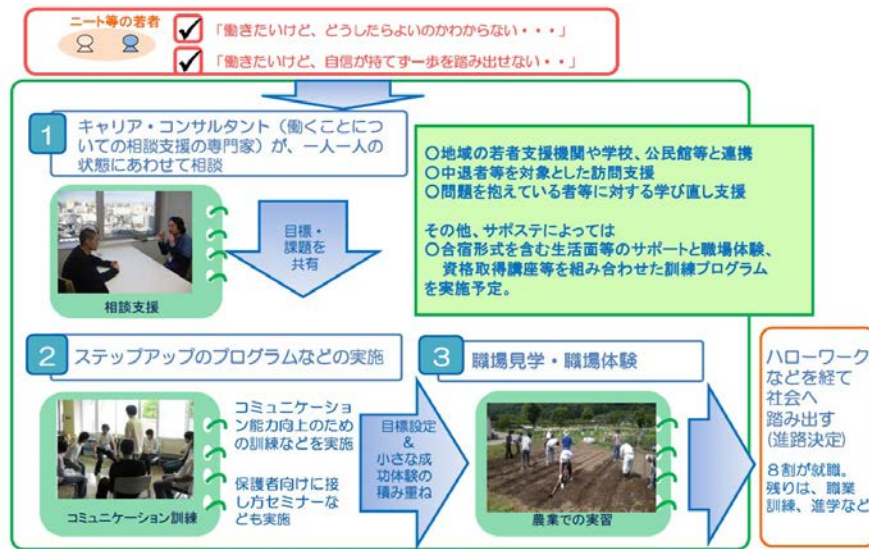 ニート等の若者
「働きたいけど、どうしたらよいのかわからない・・・」
「働きたいけど、自信が持てず一歩を踏み出せない・・」
1
キャリア・コンサルタント(働くことにつ
いての相談支援の専門家)が、一人一人の
状態にあわせて相談
相談支援
目標・
課題を
共有
○地域の若者支援機関や学校、公民館等と連携
○中退者等を対象とした訪問支援
○問題を抱えている者等に対する学び直し支援
その他、サポステによっては
○合宿形式を含む生活面等のサポートと職場体験、
資格取得講座等を組み合わせた訓練プログラム
を実施予定。
2
ステップアップのプログラムなどの実施
コミュニケーション訓練
コミュニケーショ
ン能力向上のため
の訓練などを実施
保護者向けに接
し方セミナーな
ども実施
目標設定
&
小さな成
功体験の
積み重ね
3
職場見学・職場体験
農業での実習
ハローワーク
などを経て
社会へ
踏み出す
(進路決定)
8割が就職。
残りは、職業
訓練、進学など